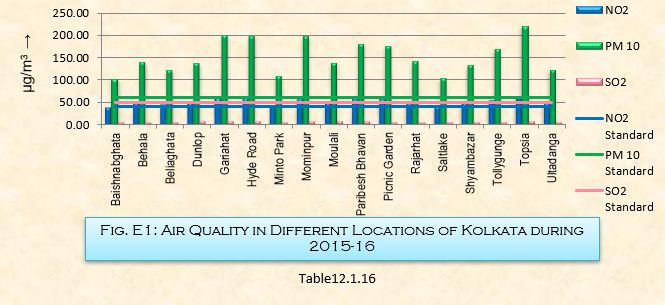 250.00
200.00
150.00
100.00
50.00
0.00
µg/m³ →
Baishnabghata
Behala
Beliaghata
Dunlop
Gariahat
Hyde Road
Minto Park
Mominpur
Moulali
Paribesh Bhavan
Picnic Garden
Rajarhat
Saltlake
Shyambazar
Tollygunge
Topsia
Ultadanga
NO2
PM 10
SO2
NO2
Standard
PM 10
Standard
SO2
Standard
Fig. E1: Air Quality in Different Locations of Kolkata during
2015-16
Table12.1.16